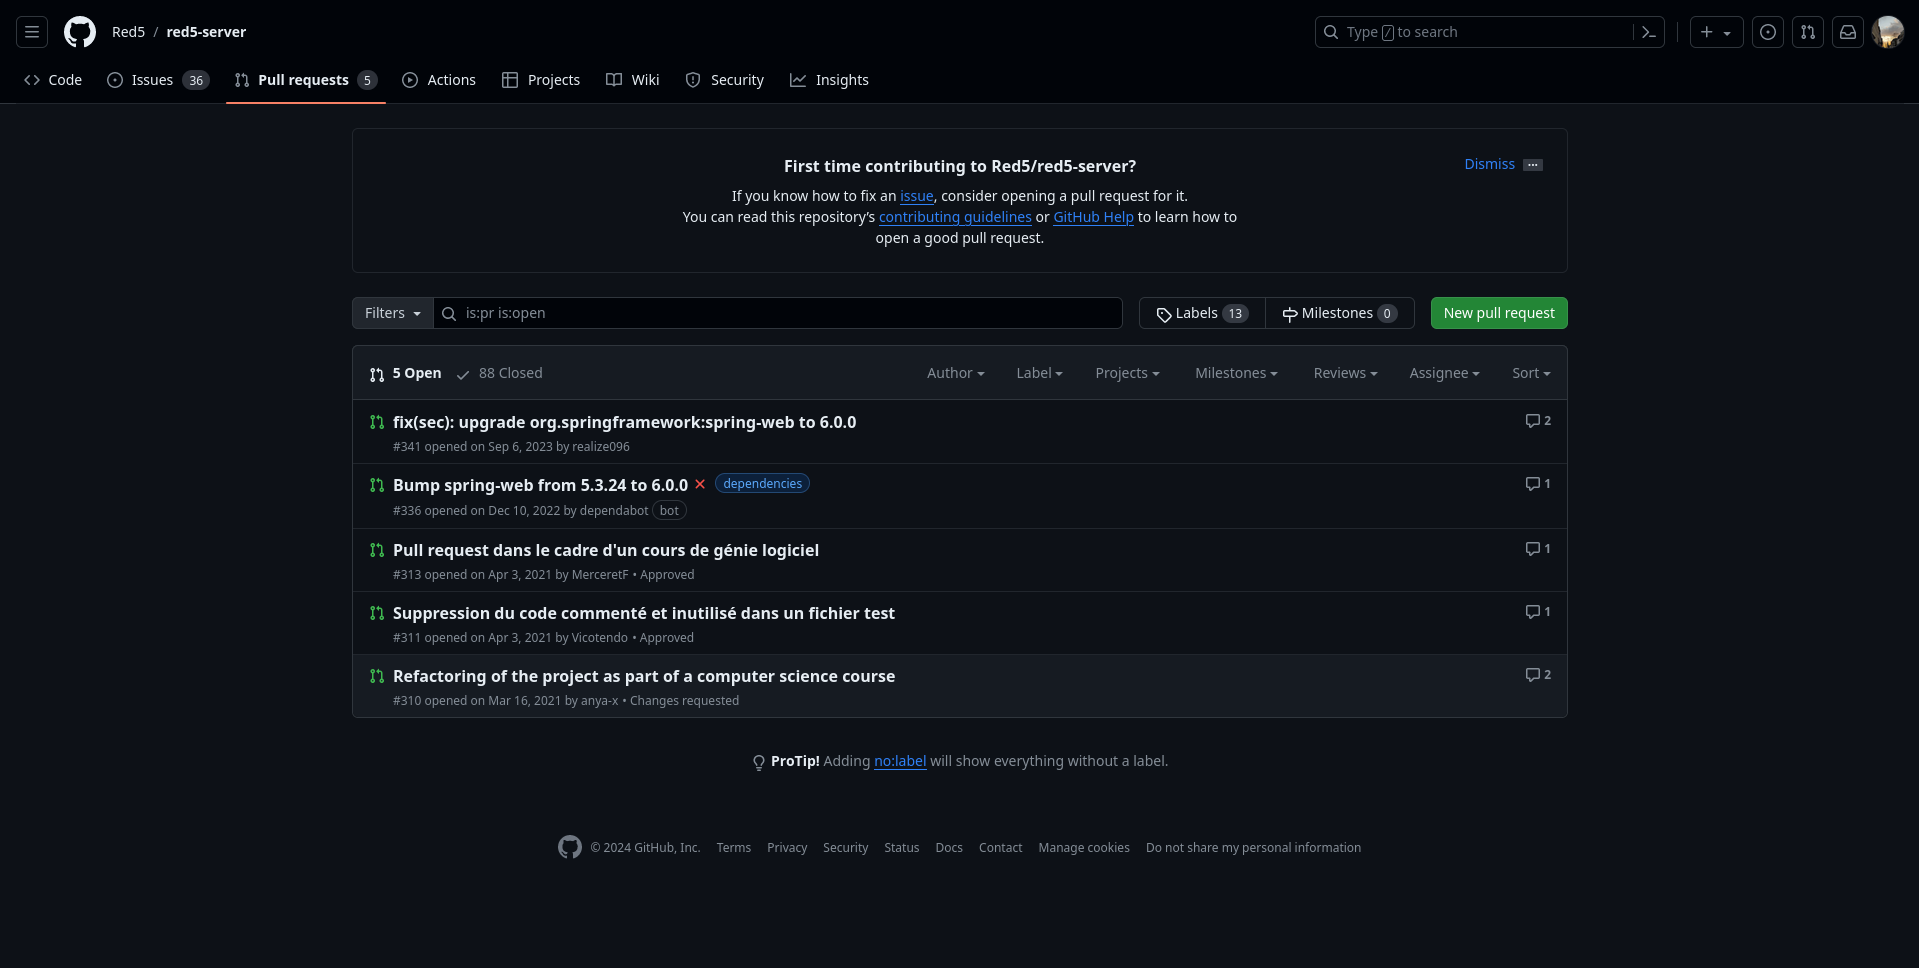 Red5 / red5-server
Type / to search
Code
Issues 36
Pull requests 5
Actions
Projects
Wiki
Security
Insights
First time contributing to Red5/red5-server?
Dismiss
If you know how to fix an issue, consider opening a pull request for it.
You can read this repository's contributing guidelines or GitHub Help to learn how to
open a good pull request.
Filters
is:pr is:open
Labels 13
Milestones 0
New pull request
5 Open
88 Closed
Author
Label
Projects
Milestones
Reviews
Assignee
Sort
fix(sec): upgrade org.springframework:spring-web to 6.0.0
2
#341 opened on Sep 6, 2023 by realize096
Bump spring-web from 5.3.24 to 6.0.0 dependencies
1
#336 opened on Dec 10, 2022 by dependabot bot
Pull request dans le cadre d'un cours de génie logiciel
1
#313 opened on Apr 3, 2021 by MerceretF • Approved
Suppression du code commenté et inutilisé dans un fichier test
1
#311 opened on Apr 3, 2021 by Vicotendo • Approved
Refactoring of the project as part of a computer science course
2
#310 opened on Mar 16, 2021 by anya-x • Changes requested
ProTip! Adding no:label will show everything without a label.
© 2024 GitHub, Inc.
Terms
Privacy
Security
Status
Docs
Contact
Manage cookies
Do not share my personal information